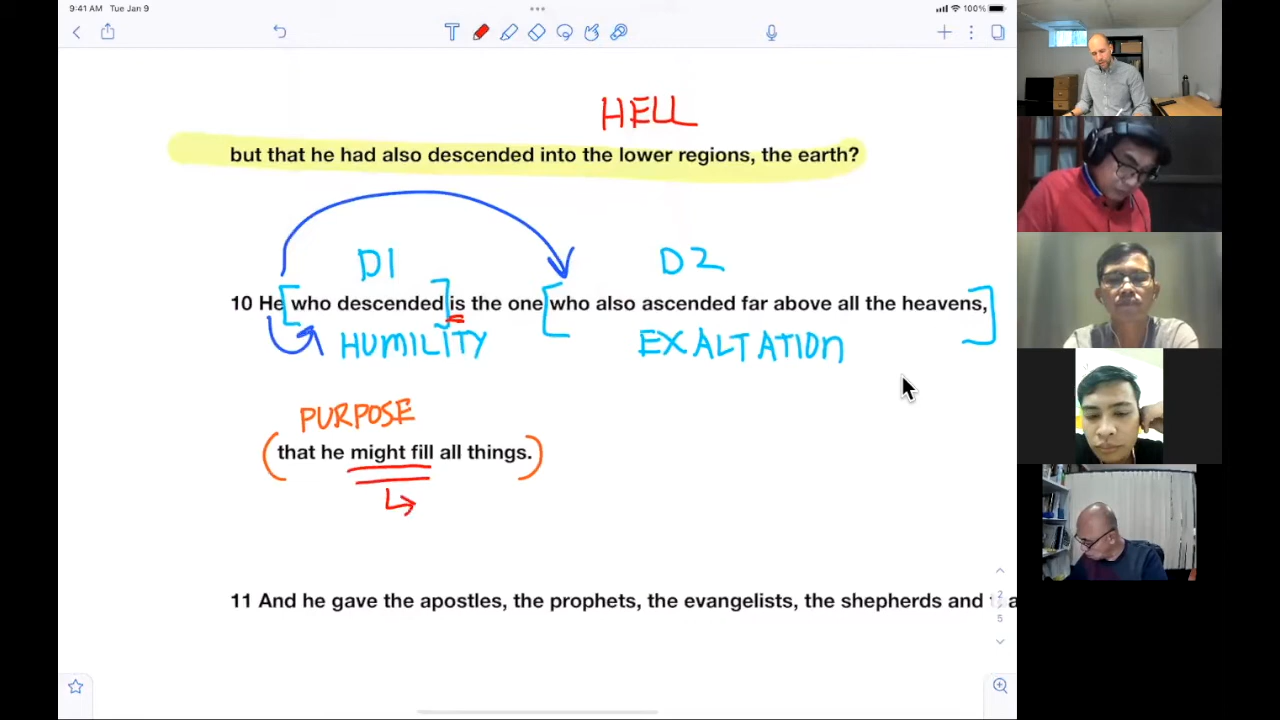 9:41 AM Tue Jan 9
100%
HELL
but that he had also descended into the lower regions, the earth?
D1 D2
10 He who descended is the one who also ascended far above all the heavens,
HUMILITY EXALTATION
PURPOSE
(that he might fill all things.)
11 And he gave the apostles, the prophets, the evangelists, the shepherds and
2
5